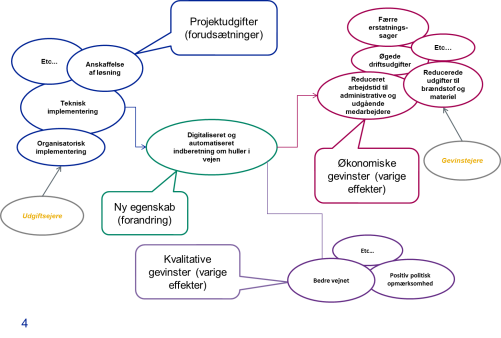 Projektudgifter
(forudsætninger)
Etc...
Anskaffelse
af løsning
Teknisk
implementering
Organisatorisk
implementering
Udgiftsejere
Digitaliseret og
automatiseret
indberetning om huller i
vejen
Ny egenskab
(forandring)
Færre
erstatnings-
sager
Etc...
Øgede
driftsudgifter
Reduceret
arbejdstid til
administrative og
udgående
medarbejdere
Reducerede
udgifter til
brændstof og
materiel
Økonomiske
gevinster (varige
effekter)
Gevinstejere
Kvalitative
gevinster (varige
effekter)
Etc...
Bedre vejnet
Positiv politisk
opmærksomhed
4